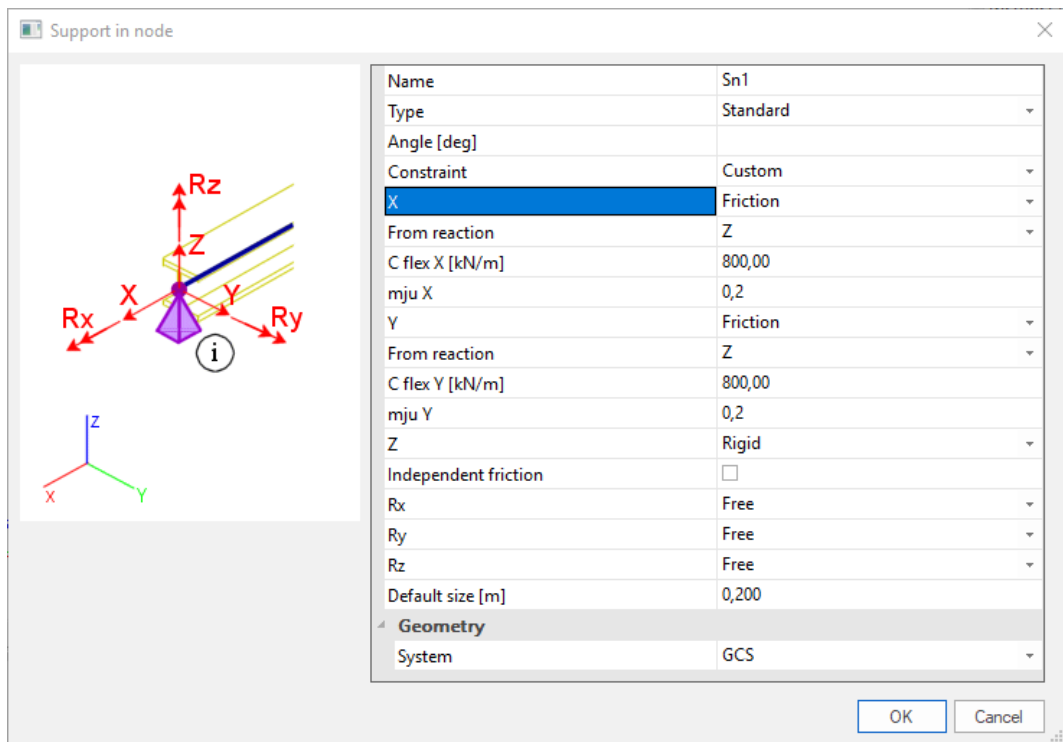 Support in node
Rz
Z
X
Y
Rx
Ry
i
Z
X
Y
Name Sn1
Type Standard
Angle [deg]
Constraint Custom
X Friction
From reaction Z
C flex X [kN/m] 800,00
mju X 0,2
Y Friction
From reaction Z
C flex Y [kN/m] 800,00
mju Y 0,2
Z Rigid
Independent friction
Rx Free
Ry Free
Rz Free
Default size [m] 0,200
Geometry
System GCS
OK Cancel